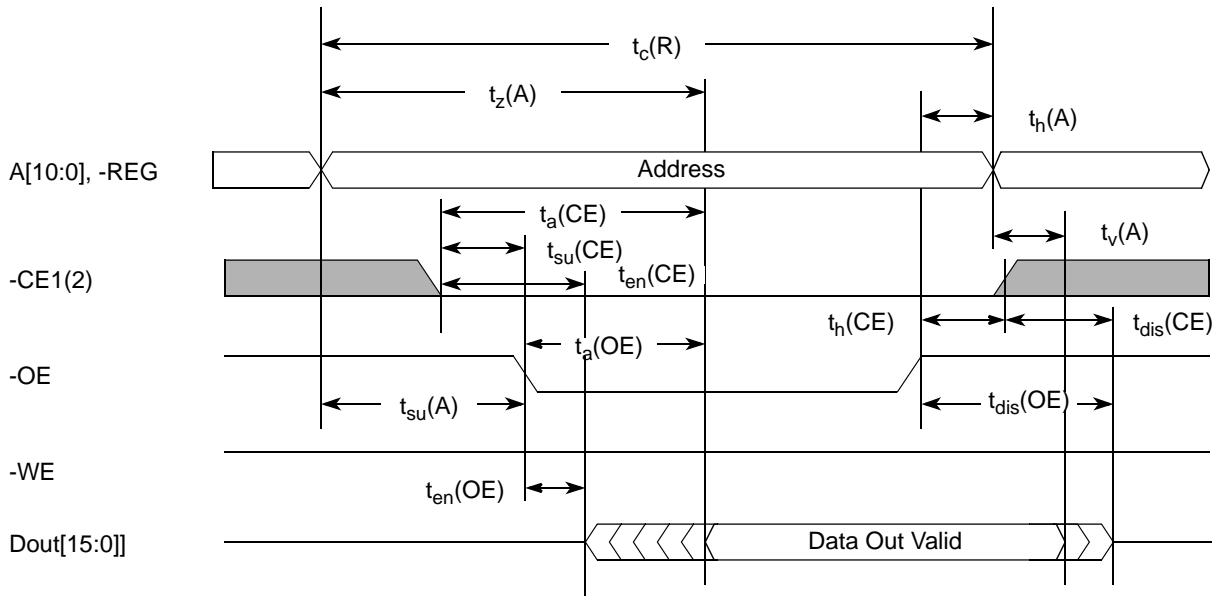 t_c(R)
t_z(A)
t_h(A)
A[10:0], -REG
Address
t_a(CE)
t_su(CE)
t_v(A)
-CE1(2)
t_en(CE)
t_h(CE)
t_dis(CE)
t_a(OE)
-OE
t_su(A)
t_dis(OE)
-WE
t_en(OE)
Dout[15:0]]
Data Out Valid